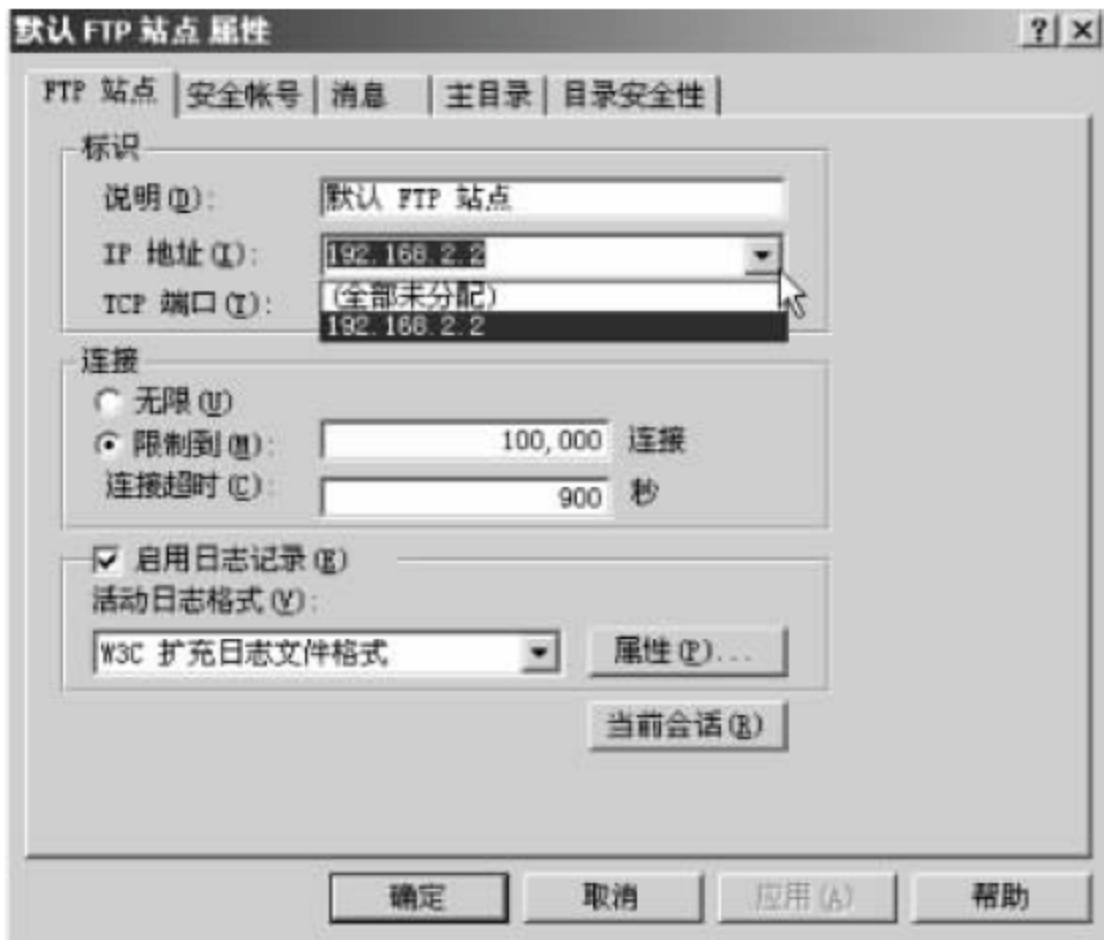 默认 FTP 站点 属性
FTP 站点 安全帐号 消息 主目录 目录安全性
标识
说明(D): 默认 FTP 站点
IP 地址(I): 192.168.2.2
(全部未分配)
TCP 端口(T): 192.168.2.2
连接
无限(U)
限制到(M): 100,000 连接
连接超时(C): 900 秒
启用日志记录(E)
活动日志格式(V):
W3C 扩充日志文件格式 属性(P)...
当前会话(R)
确定 取消 应用(A) 帮助